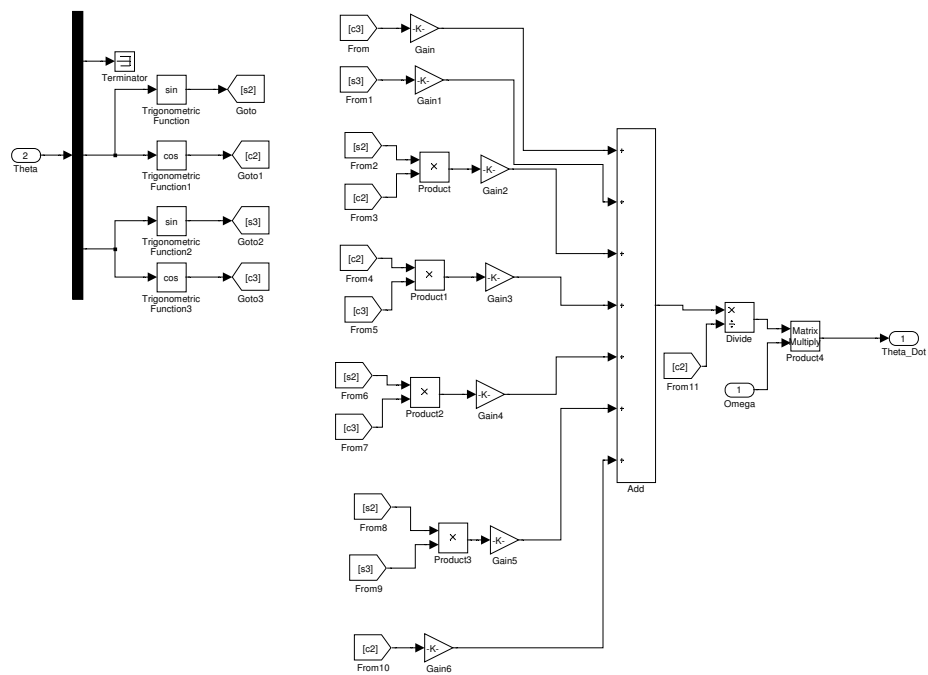 2
Theta
Terminator
sin
Trigonometric
Function
[s2]
Goto
cos
Trigonometric
Function1
[c2]
Goto1
sin
Trigonometric
Function2
[s3]
Goto2
cos
Trigonometric
Function3
[c3]
Goto3
[c3]
From
-K-
Gain
[s3]
From1
-K-
Gain1
[s2]
From2
[c2]
From3
×
Product
-K-
Gain2
[c2]
From4
[c3]
From5
×
Product1
-K-
Gain3
[s2]
From6
[c3]
From7
×
Product2
-K-
Gain4
[s2]
From8
[s3]
From9
×
Product3
-K-
Gain5
[c2]
From10
-K-
Gain6
+
+
+
+
+
+
+
Add
[c2]
From11
×
÷
Divide
1
Omega
Matrix
Multiply
Product4
1
Theta_Dot